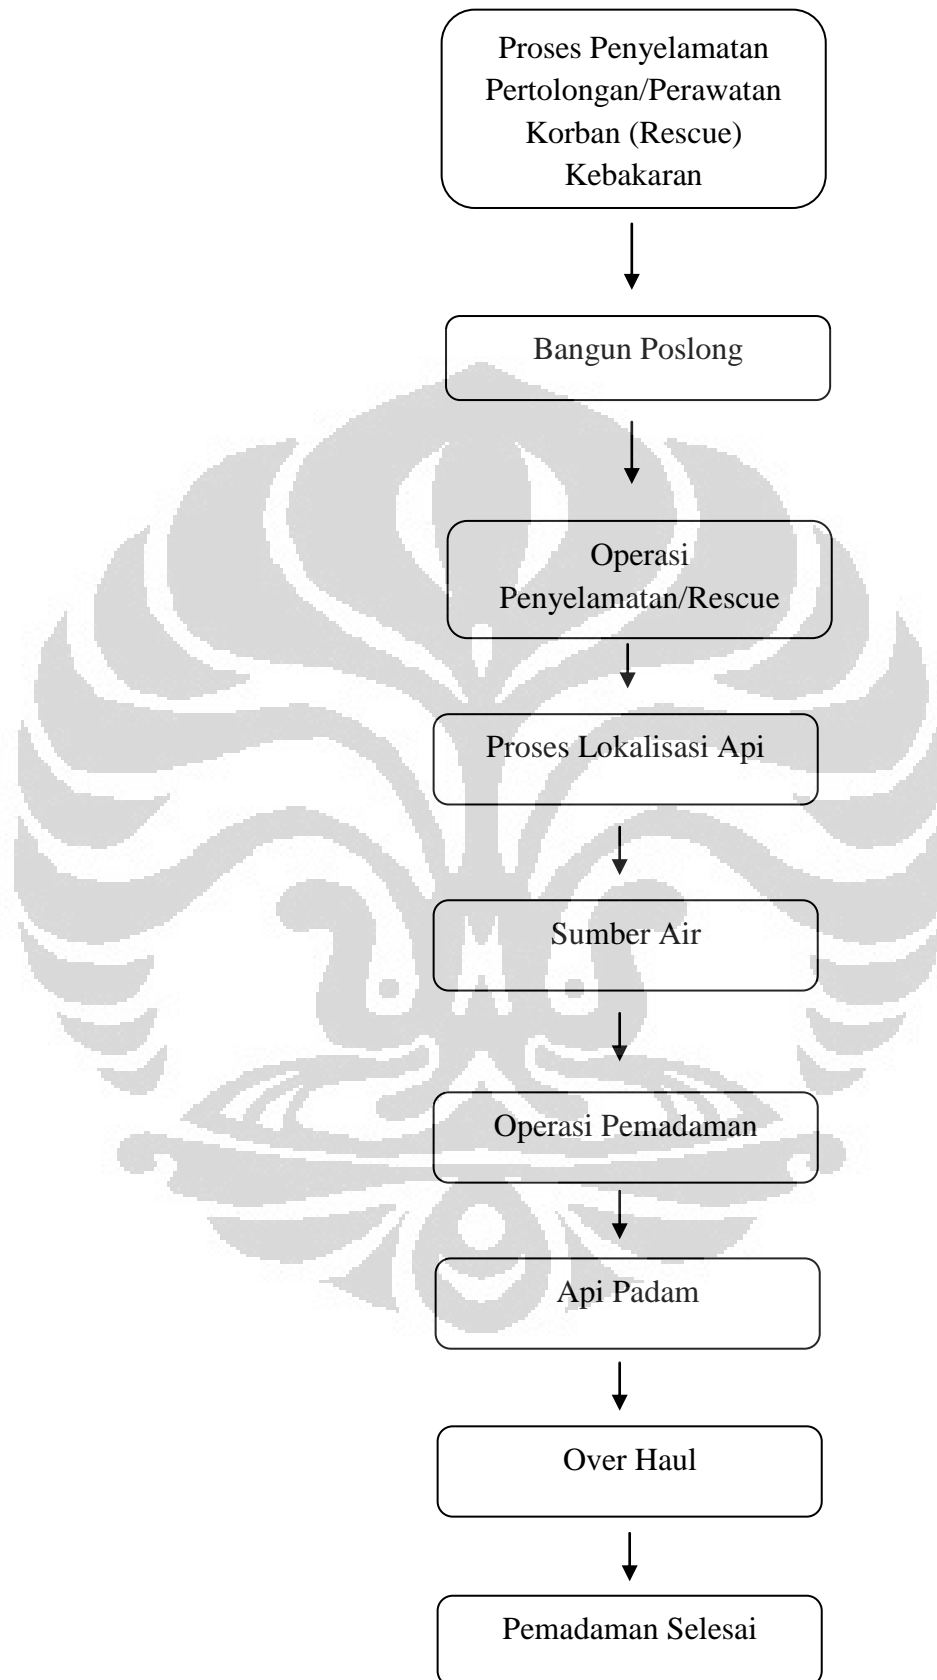 Proses Penyelamatan
Pertolongan/Perawatan
Korban (Rescue)
Kebakaran
Bangun Poslong
Operasi
Penyelamatan/Rescue
Proses Lokalisasi Api
Sumber Air
Operasi Pemadaman
Api Padam
Over Haul
Pemadaman Selesai